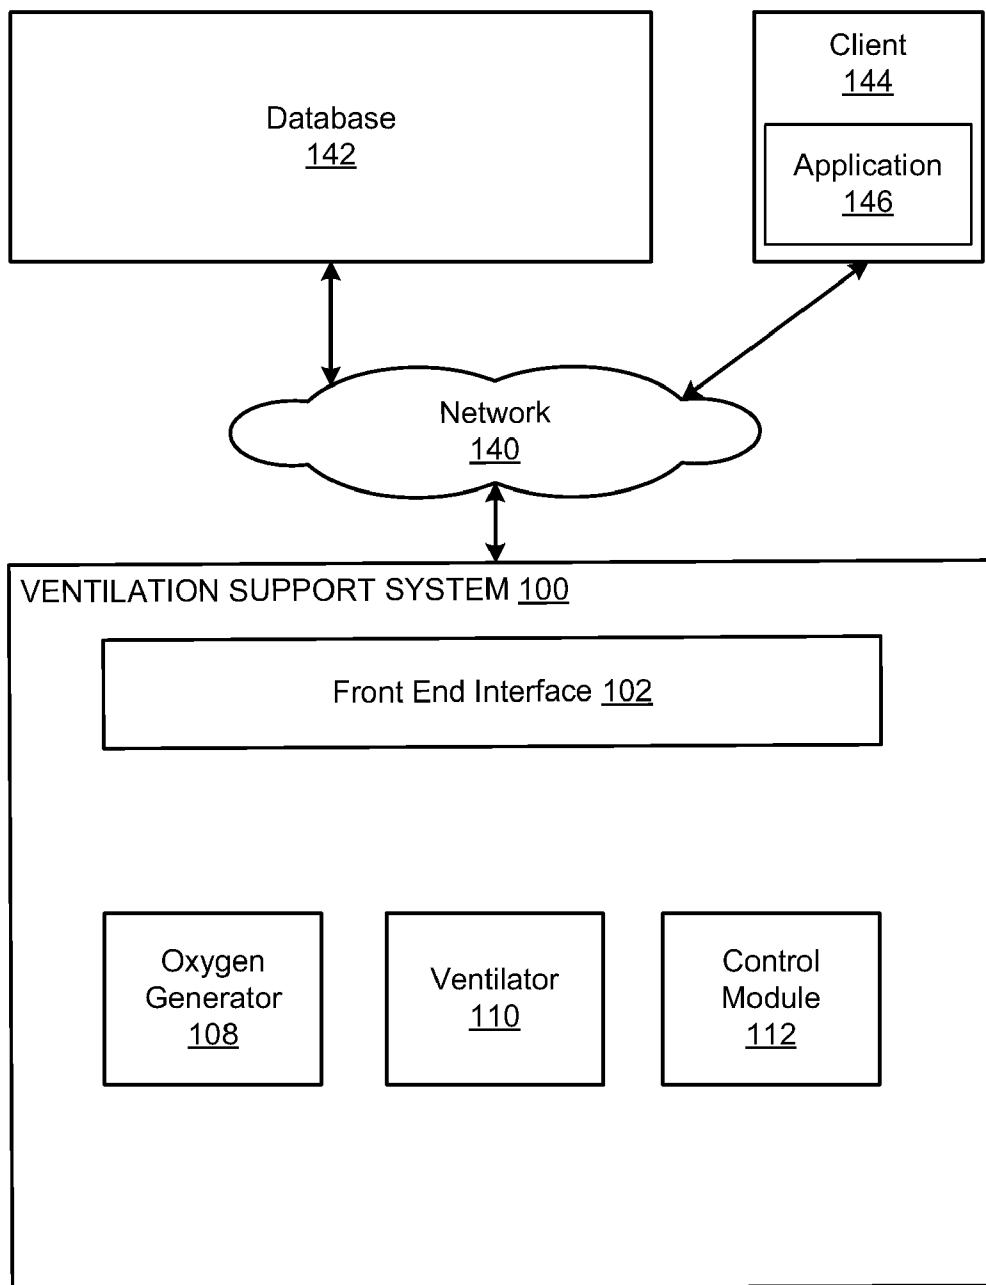 Database
142
Client
144
Application
146
Network
140
VENTILATION SUPPORT SYSTEM 100
Front End Interface 102
Oxygen
Generator
108
Ventilator
110
Control
Module
112